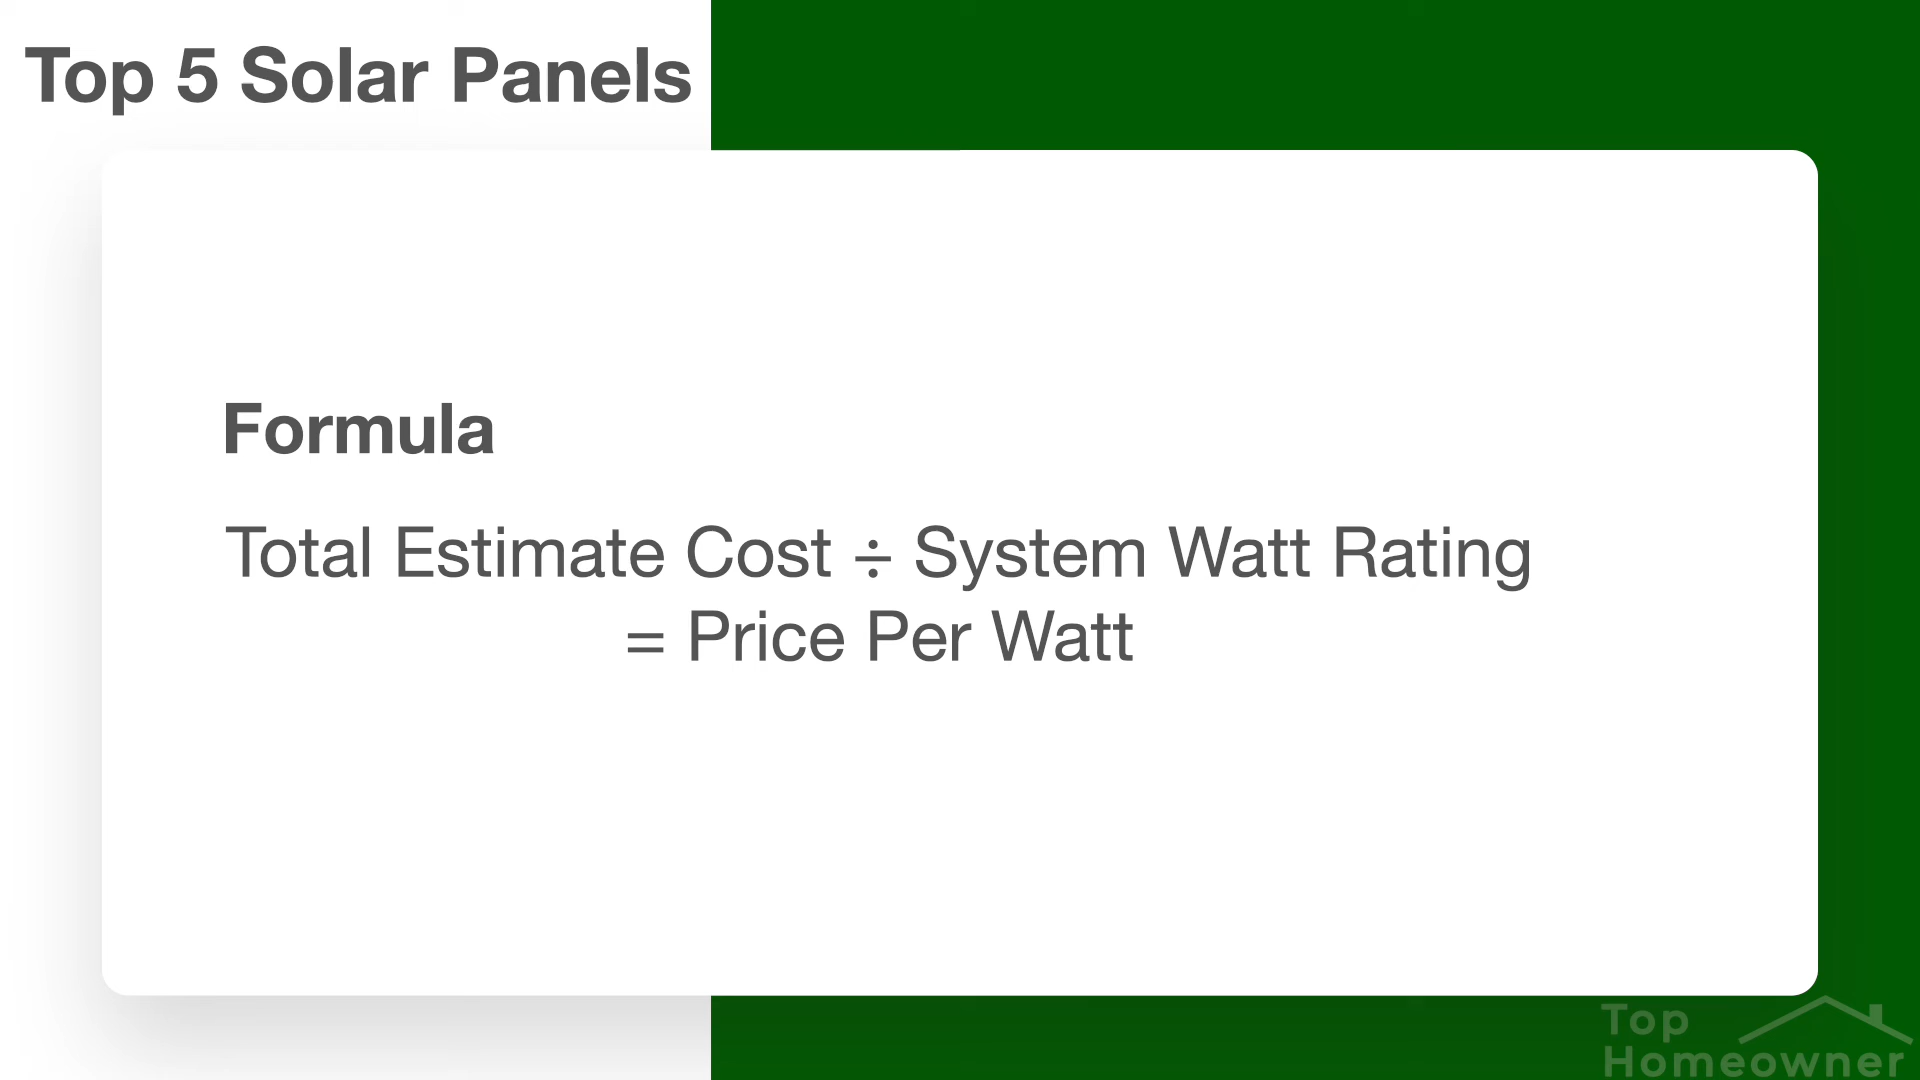 Top 5 Solar Panels
Formula
Total Estimate Cost ÷ System Watt Rating
= Price Per Watt
Top
Homeowner